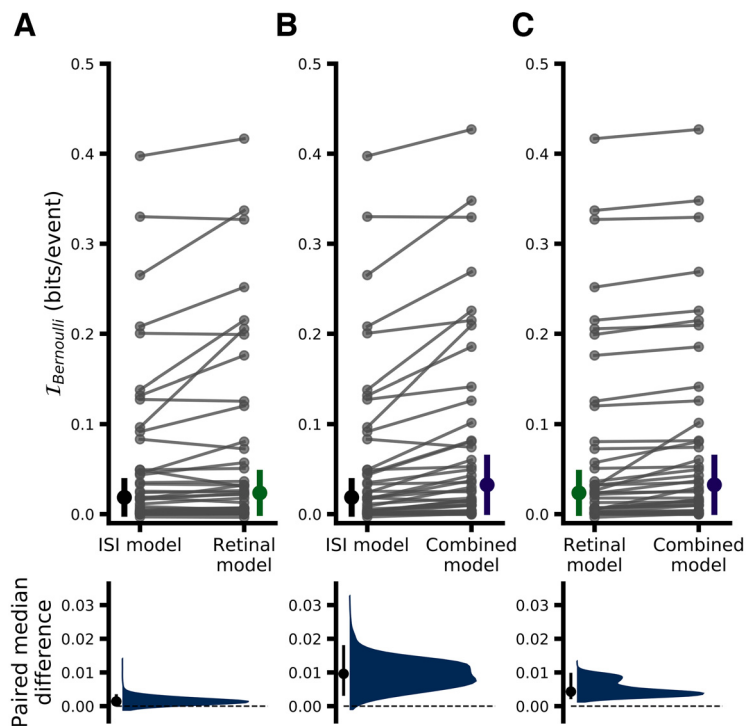 A B C
0.5 0.5 0.5
0.4 0.4 0.4
0.3 0.3 0.3
0.2 0.2 0.2
0.1 0.1 0.1
0.0 0.0 0.0
ℐBernoulli (bits/event)
ISI model Retinal ISI model Combined Retinal Combined
model model model model
Paired median
difference
0.03 0.03 0.03
0.02 0.02 0.02
0.01 0.01 0.01
0.00 0.00 0.00